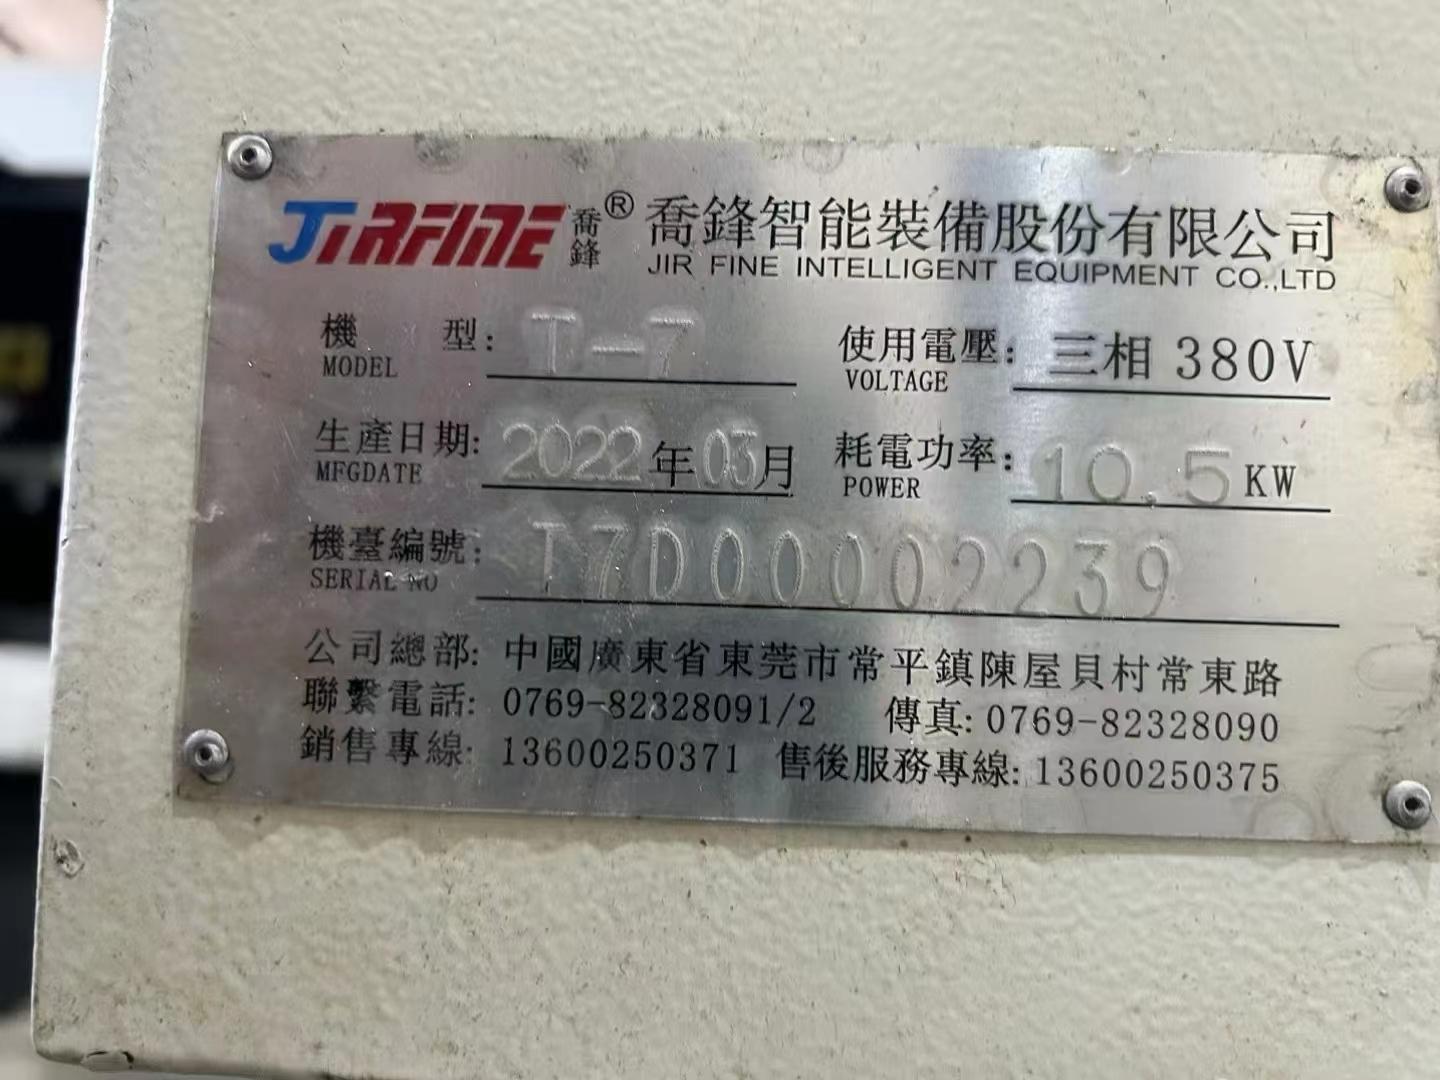 JIRFINE 喬鋒® 喬鋒智能裝備股份有限公司
JIR FINE INTELLIGENT EQUIPMENT CO.,LTD
機 型: T-7 使用電壓: 三相 380V
MODEL VOLTAGE
生產日期: 2022年03月 耗電功率: 10.5KW
MFGDATE POWER
機臺編號: T7D00002239
SERIAL NO
公司總部: 中國廣東省東莞市常平鎮陳屋貝村常東路
聯繫電話: 0769-82328091/2 傳真: 0769-82328090
銷售專線: 13600250371 售後服務專線: 13600250375